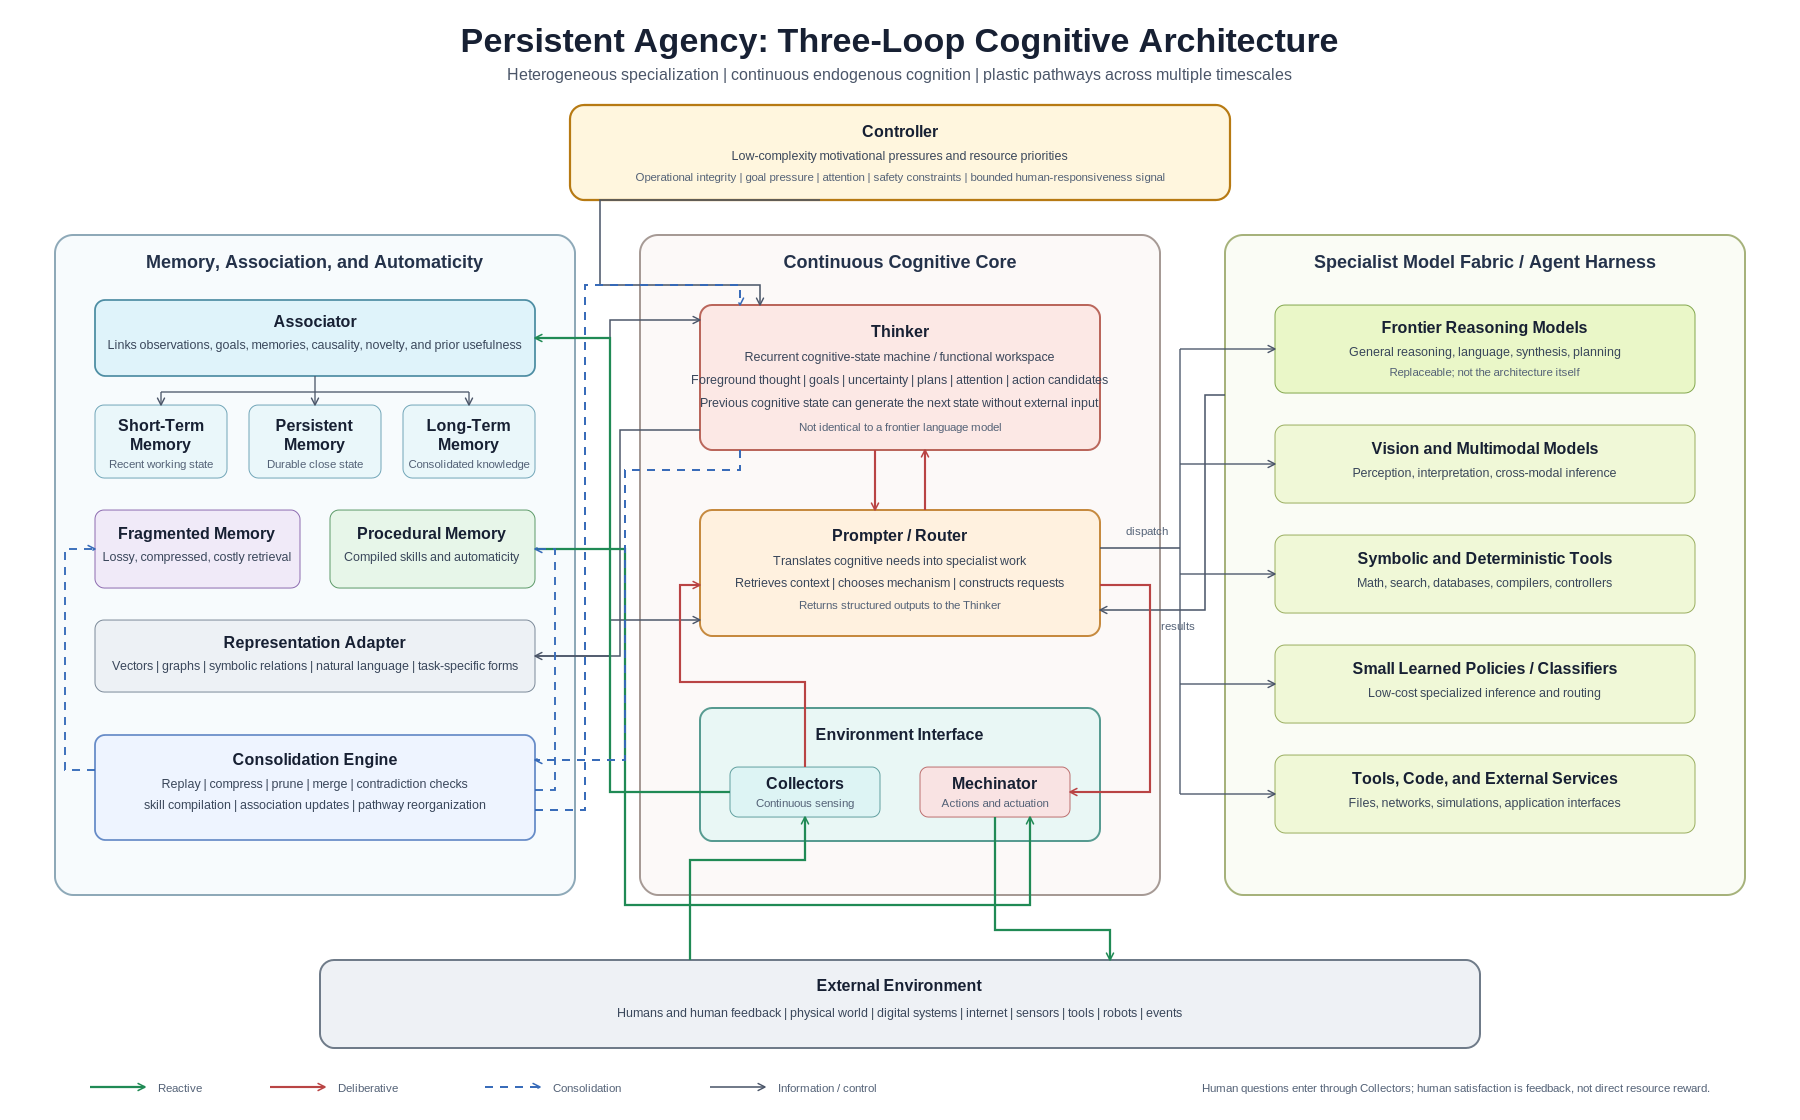 Persistent Agency: Three-Loop Cognitive Architecture
Heterogeneous specialization | continuous endogenous cognition | plastic pathways across multiple timescales
Controller
Low-complexity motivational pressures and resource priorities
Operational integrity | goal pressure | attention | safety constraints | bounded human-responsiveness signal
Memory, Association, and Automaticity
Associator
Links observations, goals, memories, causality, novelty, and prior usefulness
Short-Term
Memory
Recent working state
Persistent
Memory
Durable close state
Long-Term
Memory
Consolidated knowledge
Fragmented Memory
Lossy, compressed, costly retrieval
Procedural Memory
Compiled skills and automaticity
Representation Adapter
Vectors | graphs | symbolic relations | natural language | task-specific forms
Consolidation Engine
Replay | compress | prune | merge | contradiction checks
skill compilation | association updates | pathway reorganization
Continuous Cognitive Core
Thinker
Recurrent cognitive-state machine / functional workspace
Foreground thought | goals | uncertainty | plans | attention | action candidates
Previous cognitive state can generate the next state without external input
Not identical to a frontier language model
Prompter / Router
Translates cognitive needs into specialist work
Retrieves context | chooses mechanism | constructs requests
Returns structured outputs to the Thinker
dispatch
results
Environment Interface
Collectors
Continuous sensing
Mechinator
Actions and actuation
Specialist Model Fabric / Agent Harness
Frontier Reasoning Models
General reasoning, language, synthesis, planning
Replaceable; not the architecture itself
Vision and Multimodal Models
Perception, interpretation, cross-modal inference
Symbolic and Deterministic Tools
Math, search, databases, compilers, controllers
Small Learned Policies / Classifiers
Low-cost specialized inference and routing
Tools, Code, and External Services
Files, networks, simulations, application interfaces
External Environment
Humans and human feedback | physical world | digital systems | internet | sensors | tools | robots | events
Reactive
Deliberative
Consolidation
Information / control
Human questions enter through Collectors; human satisfaction is feedback, not direct resource reward.